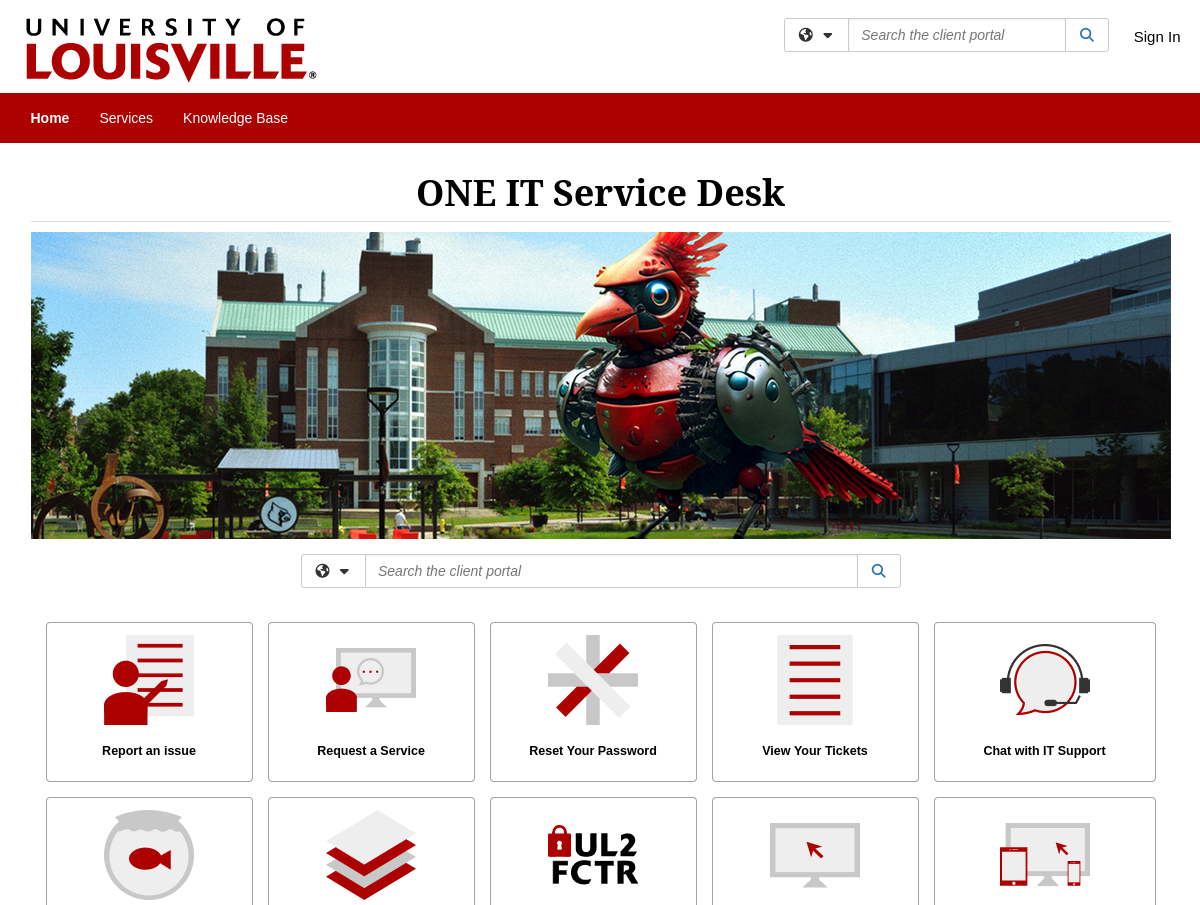 UNIVERSITY OF
LOUISVILLE®
Search the client portal
Sign In
Home
Services
Knowledge Base
ONE IT Service Desk
Search the client portal
Report an issue
Request a Service
Reset Your Password
View Your Tickets
Chat with IT Support
UL2
FCTR